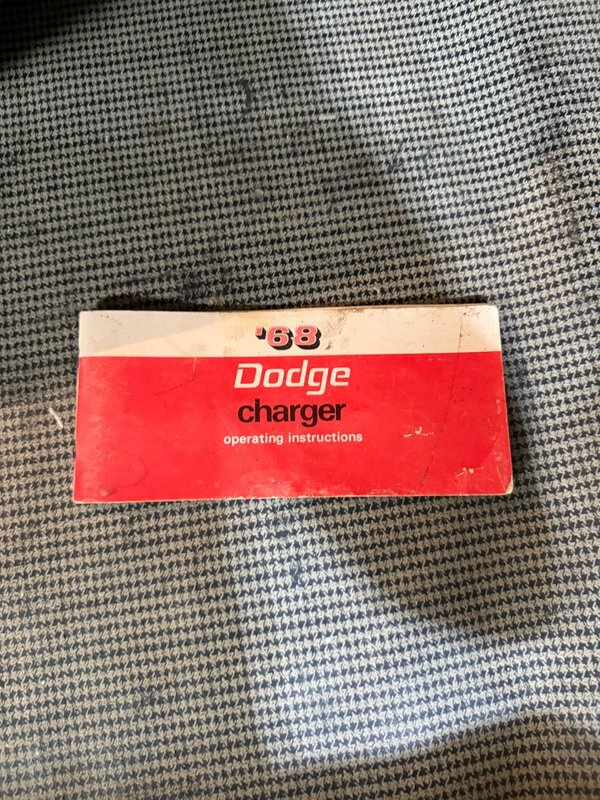 '68
Dodge
charger
operating instructions